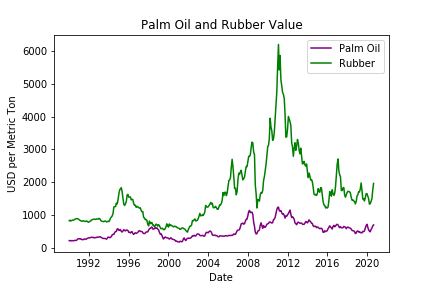 Palm Oil and Rubber Value
Palm Oil
Rubber
USD per Metric Ton
6000
5000
4000
3000
2000
1000
0
1992 1996 2000 2004 2008 2012 2016 2020
Date